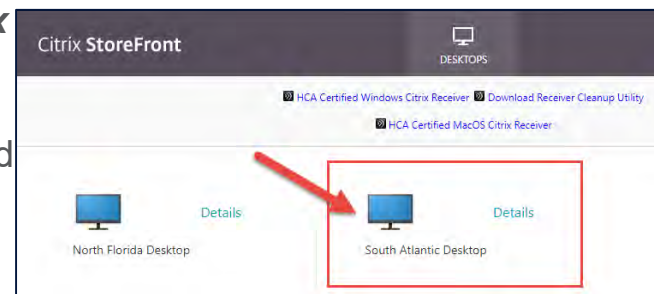 k
Citrix StoreFront
DESKTOPS
HCA Certified Windows Citrix Receiver Download Receiver Cleanup Utility
HCA Certified MacOS Citrix Receiver
d
Details
Details
North Florida Desktop
South Atlantic Desktop